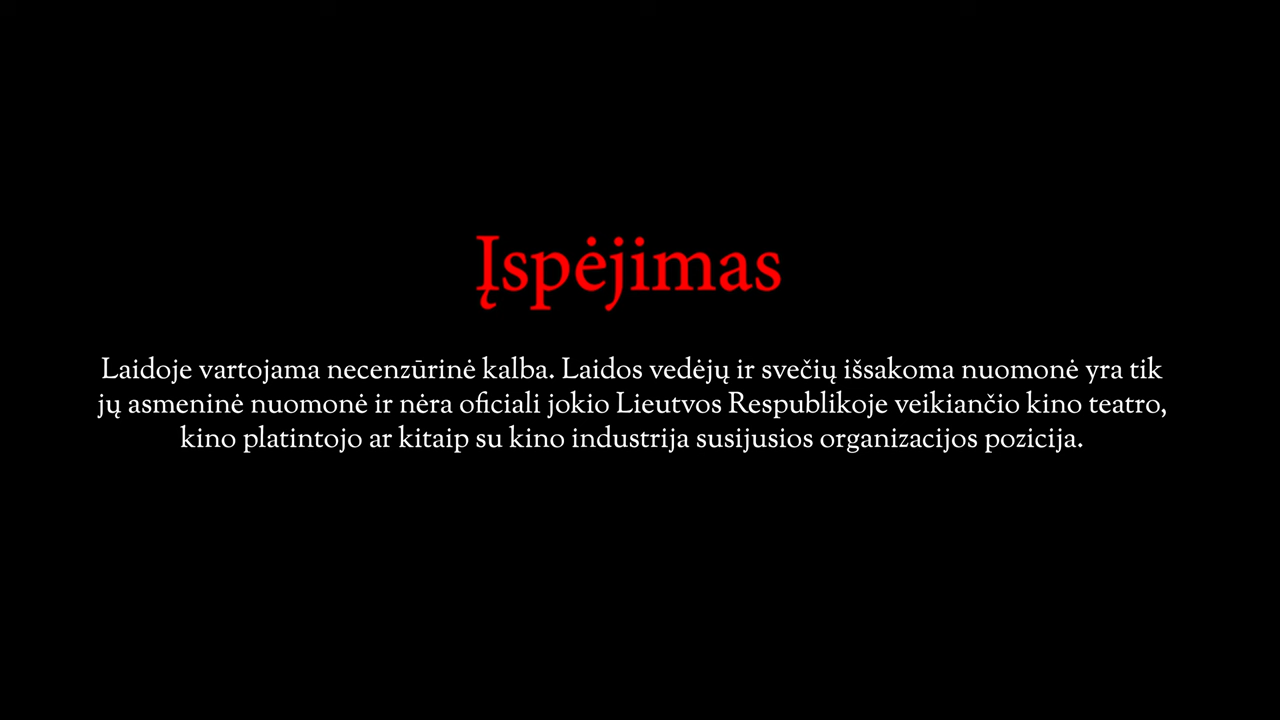 Įspėjimas
Laidoje vartojama necenzūrinė kalba. Laidos vedėjų ir svečių išsakoma nuomonė yra tik
jų asmeninė nuomonė ir nėra oficiali jokio Lieutvos Respublikoje veikiančio kino teatro,
kino platintojo ar kitaip su kino industrija susijusios organizacijos pozicija.